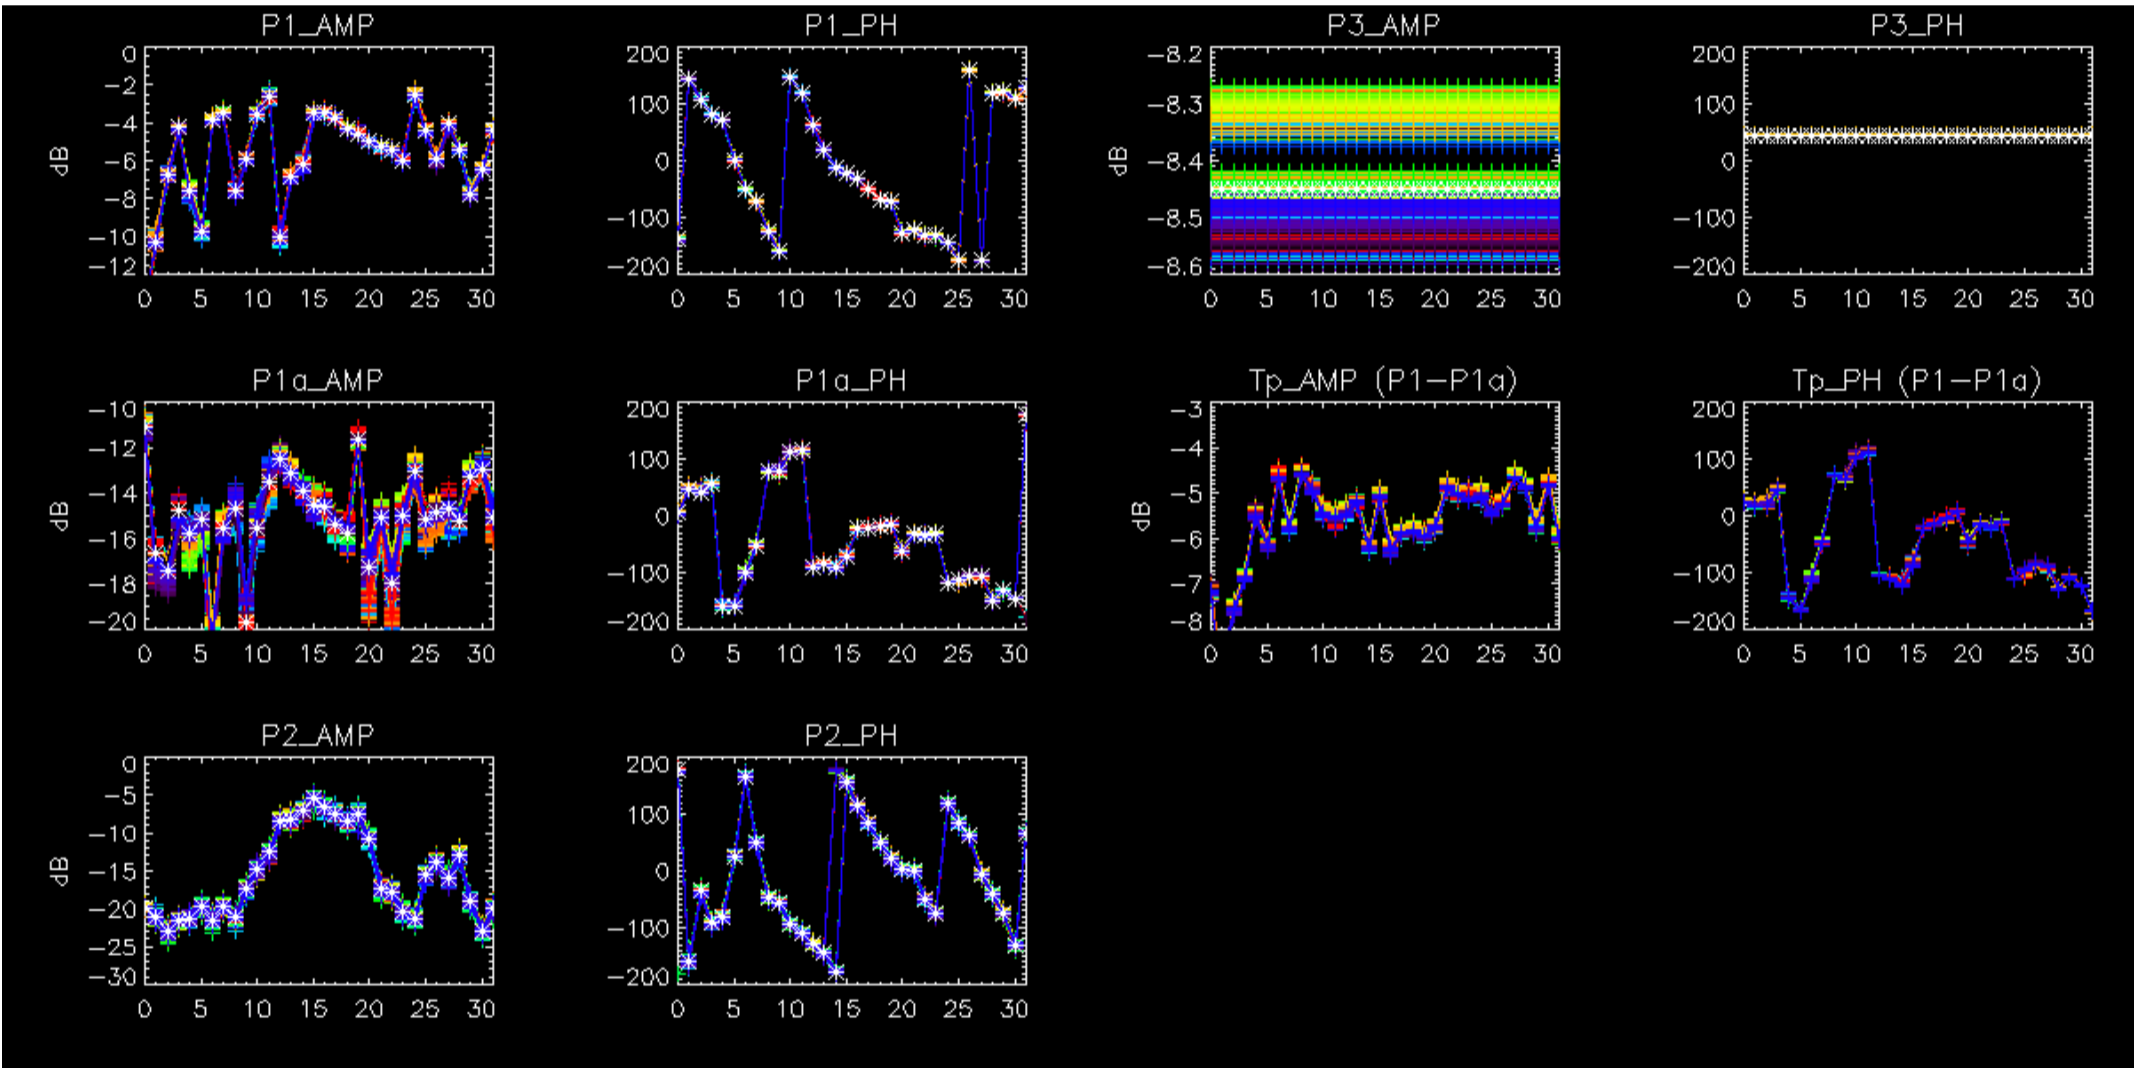 P1_AMP
P1_PH
P3_AMP
P3_PH
0
-2
-4
-6
-8
-10
-12
dB
0 5 10 15 20 25 30
200
100
0
-100
-200
0 5 10 15 20 25 30
-8.2
-8.3
-8.4
-8.5
-8.6
dB
0 5 10 15 20 25 30
200
100
0
-100
-200
0 5 10 15 20 25 30
P1a_AMP
P1a_PH
Tp_AMP (P1-P1a)
Tp_PH (P1-P1a)
-10
-12
-14
-16
-18
-20
dB
0 5 10 15 20 25 30
200
100
0
-100
-200
0 5 10 15 20 25 30
-3
-4
-5
-6
-7
-8
dB
0 5 10 15 20 25 30
200
100
0
-100
-200
0 5 10 15 20 25 30
P2_AMP
P2_PH
0
-5
-10
-15
-20
-25
-30
dB
0 5 10 15 20 25 30
200
100
0
-100
-200
0 5 10 15 20 25 30